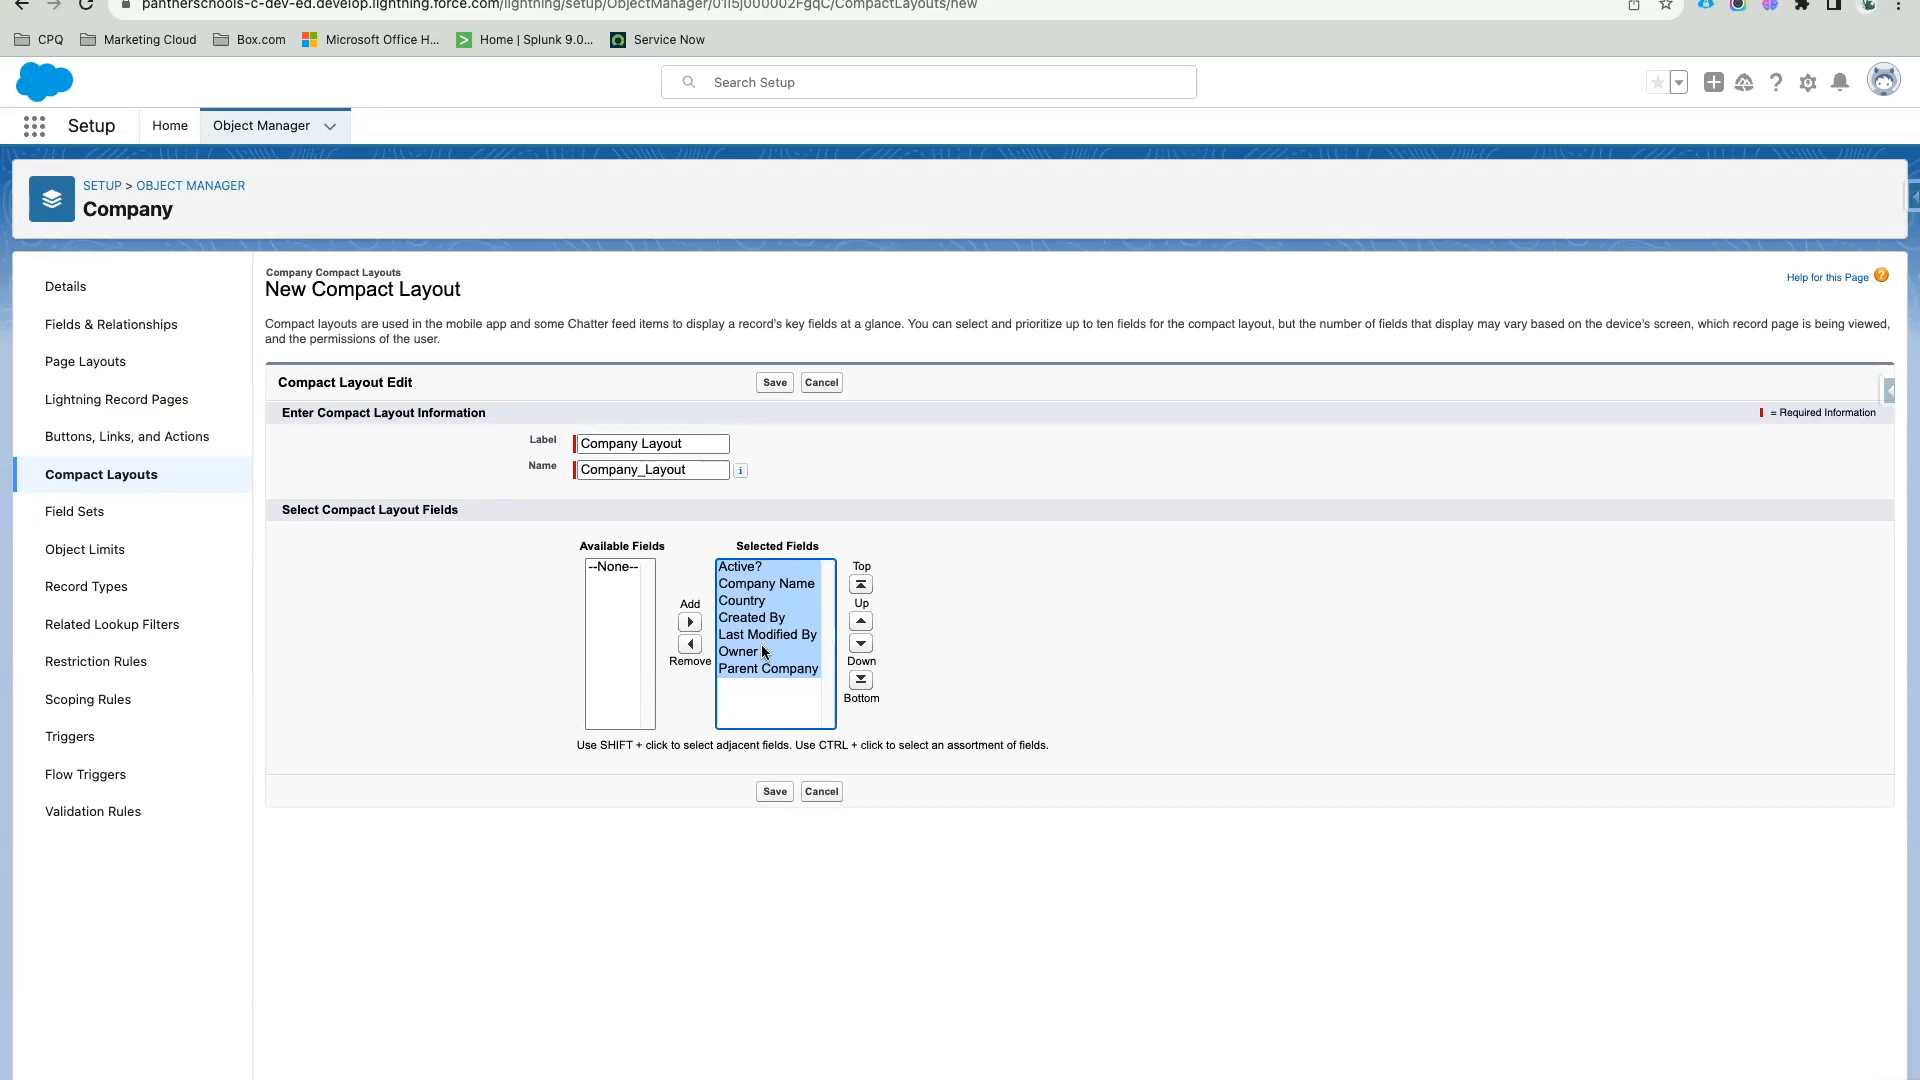 pantherschools-c-dev-ed.develop.lightning.force.com/lightning/setup/ObjectManager/01I5j000002FgqC/CompactLayouts/new
CPQ
Marketing Cloud
Box.com
Microsoft Office H...
Home | Splunk 9.0...
Service Now
Search Setup
Setup
Home
Object Manager
SETUP > OBJECT MANAGER
Company
Details
Fields & Relationships
Page Layouts
Lightning Record Pages
Buttons, Links, and Actions
Compact Layouts
Field Sets
Object Limits
Record Types
Related Lookup Filters
Restriction Rules
Scoping Rules
Triggers
Flow Triggers
Validation Rules
Company Compact Layouts
New Compact Layout
Help for this Page
Compact layouts are used in the mobile app and some Chatter feed items to display a record's key fields at a glance. You can select and prioritize up to ten fields for the compact layout, but the number of fields that display may vary based on the device's screen, which record page is being viewed,
and the permissions of the user.
Compact Layout Edit
Save
Cancel
Enter Compact Layout Information
= Required Information
Label
Company Layout
Name
Company_Layout
i
Select Compact Layout Fields
Available Fields
--None--
Add
Remove
Selected Fields
Active?
Company Name
Country
Created By
Last Modified By
Owner
Parent Company
Top
Up
Down
Bottom
Use SHIFT + click to select adjacent fields. Use CTRL + click to select an assortment of fields.
Save
Cancel